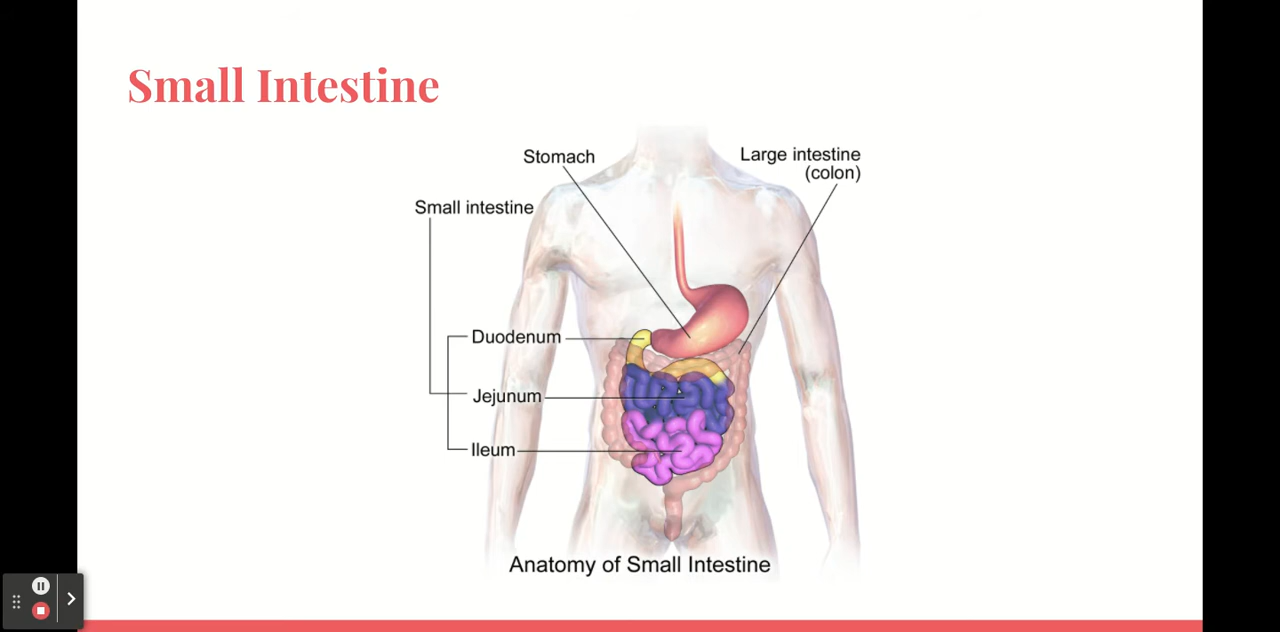 Small Intestine
Stomach
Large intestine
(colon)
Small intestine
Duodenum
Jejunum
Ileum
Anatomy of Small Intestine